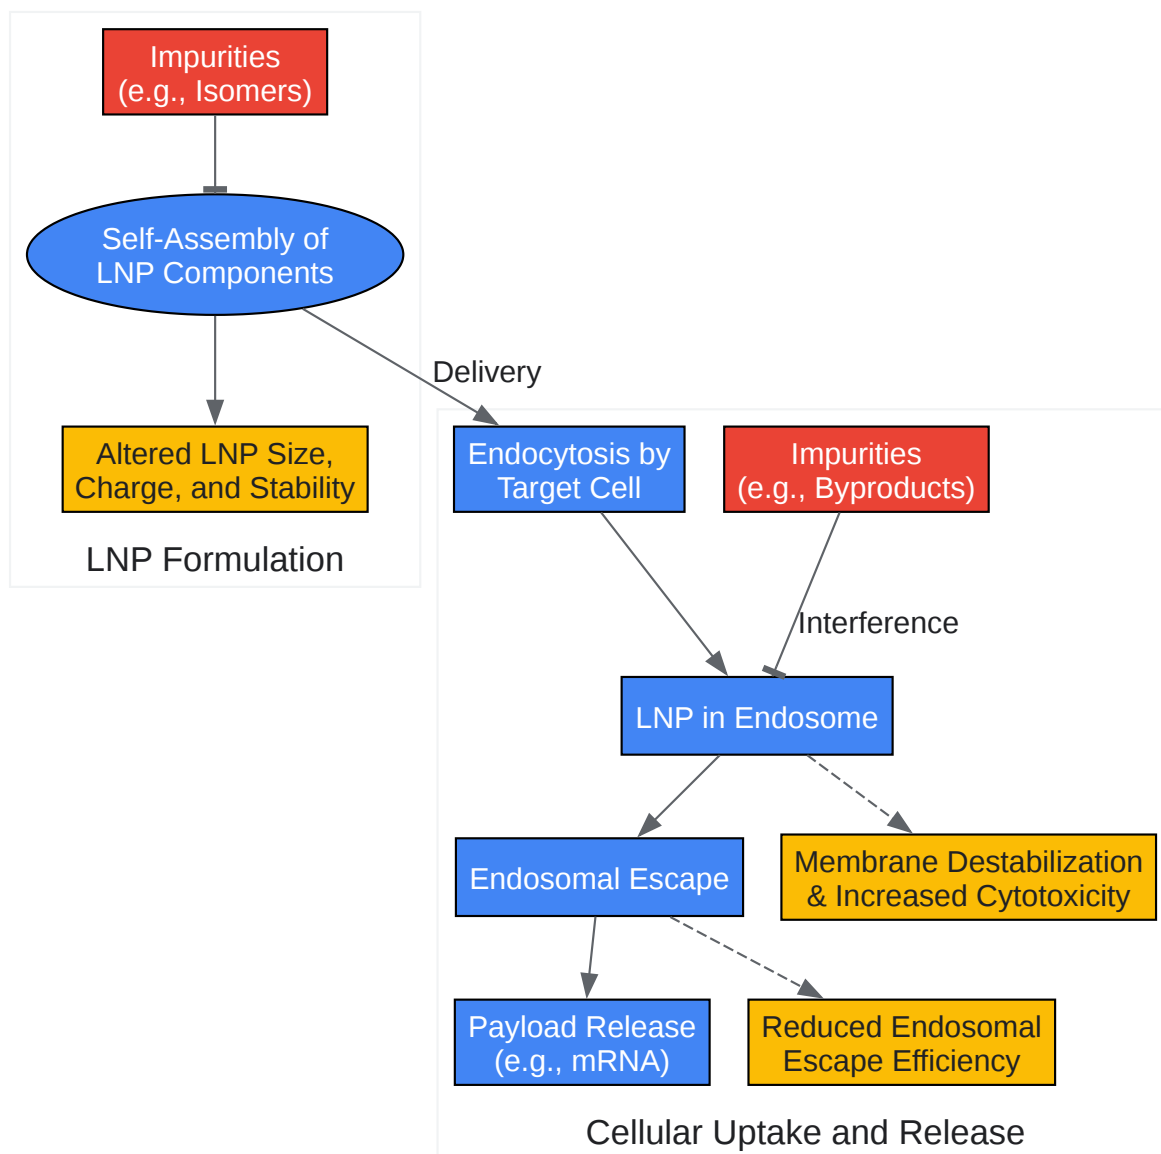 Impurities
(e.g., Isomers)
Self-Assembly of
LNP Components
Delivery
Altered LNP Size,
Charge, and Stability
LNP Formulation
Endocytosis by
Target Cell
Impurities
(e.g., Byproducts)
Interference
LNP in Endosome
Endosomal Escape
Membrane Destabilization
& Increased Cytotoxicity
Payload Release
(e.g., mRNA)
Reduced Endosomal
Escape Efficiency
Cellular Uptake and Release